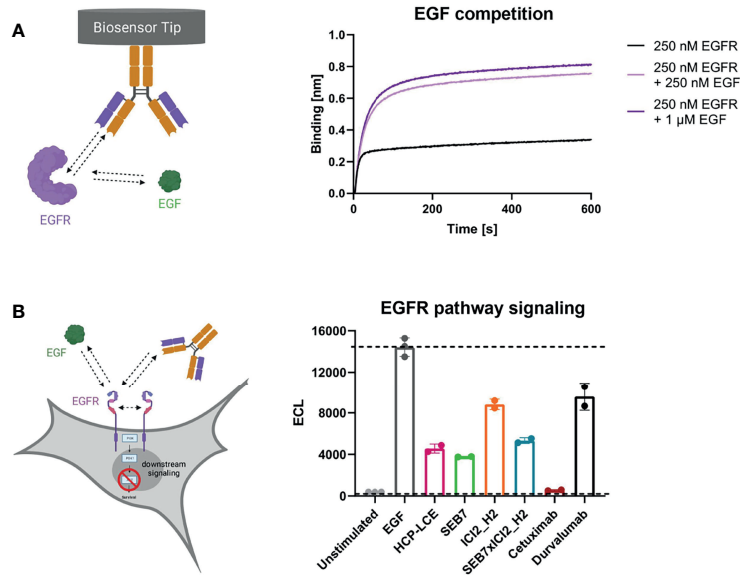 A
Biosensor Tip
EGFR
EGF
EGF competition
Binding [nm]
1.0
0.8
0.6
0.4
0.2
0.0
0
200
400
600
Time [s]
250 nM EGFR
250 nM EGFR
+ 250 nM EGF
250 nM EGFR
+ 1 µM EGF
B
EGF
EGFR
downstream
signaling
Survival
EGFR pathway signaling
ECL
16000
12000
8000
4000
0
Unstimulated
EGF
HCP-LCE
SEB7
ICI2_H2
SEB7xICI2_H2
Cetuximab
Durvalumab